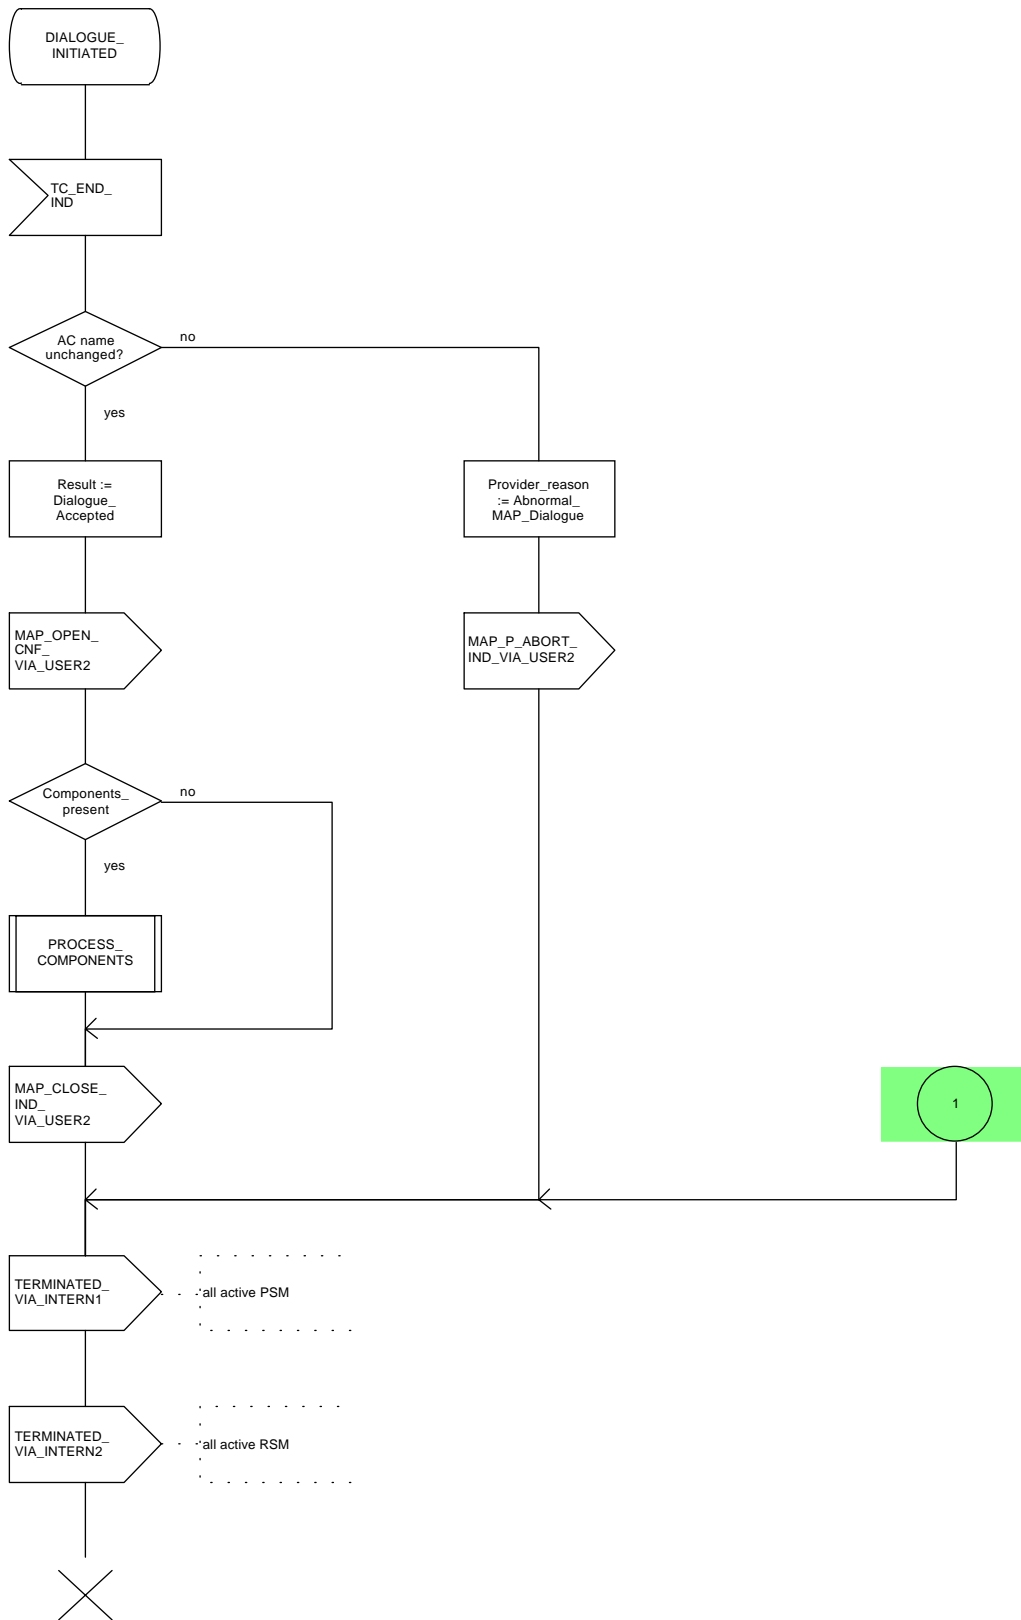 DIALOGUE_
INITIATED
TC_END_
IND
AC name
unchanged?
no
yes
Result :=
Dialogue_
Accepted
Provider_reason
:= Abnormal_
MAP_Dialogue
MAP_OPEN_
CNF_
VIA_USER2
MAP_P_ABORT_
IND_VIA_USER2
Components_
present
no
yes
PROCESS_
COMPONENTS
MAP_CLOSE_
IND_
VIA_USER2
1
TERMINATED_
VIA_INTERN1
all active PSM
TERMINATED_
VIA_INTERN2
all active RSM